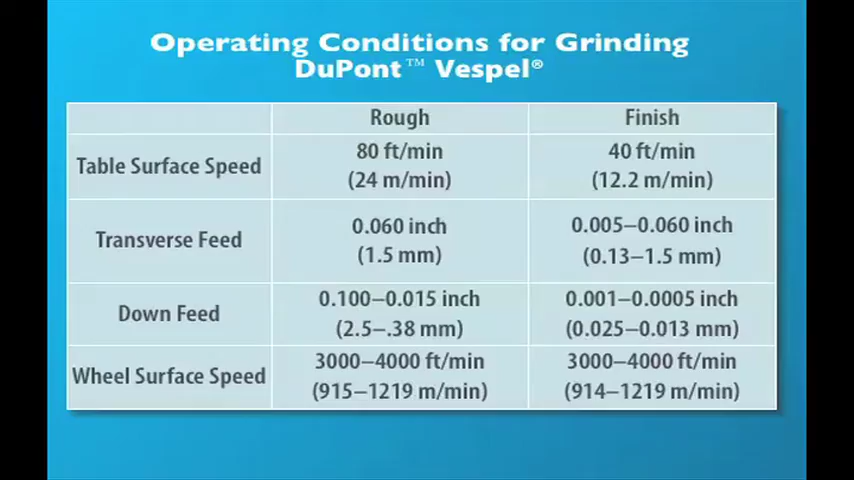 Operating Conditions for Grinding
DuPont™ Vespel®
Rough Finish
Table Surface Speed 80 ft/min (24 m/min) 40 ft/min (12.2 m/min)
Transverse Feed 0.060 inch (1.5 mm) 0.005–0.060 inch (0.13–1.5 mm)
Down Feed 0.100–0.015 inch (2.5–.38 mm) 0.001–0.0005 inch (0.025–0.013 mm)
Wheel Surface Speed 3000–4000 ft/min (915–1219 m/min) 3000–4000 ft/min (914–1219 m/min)